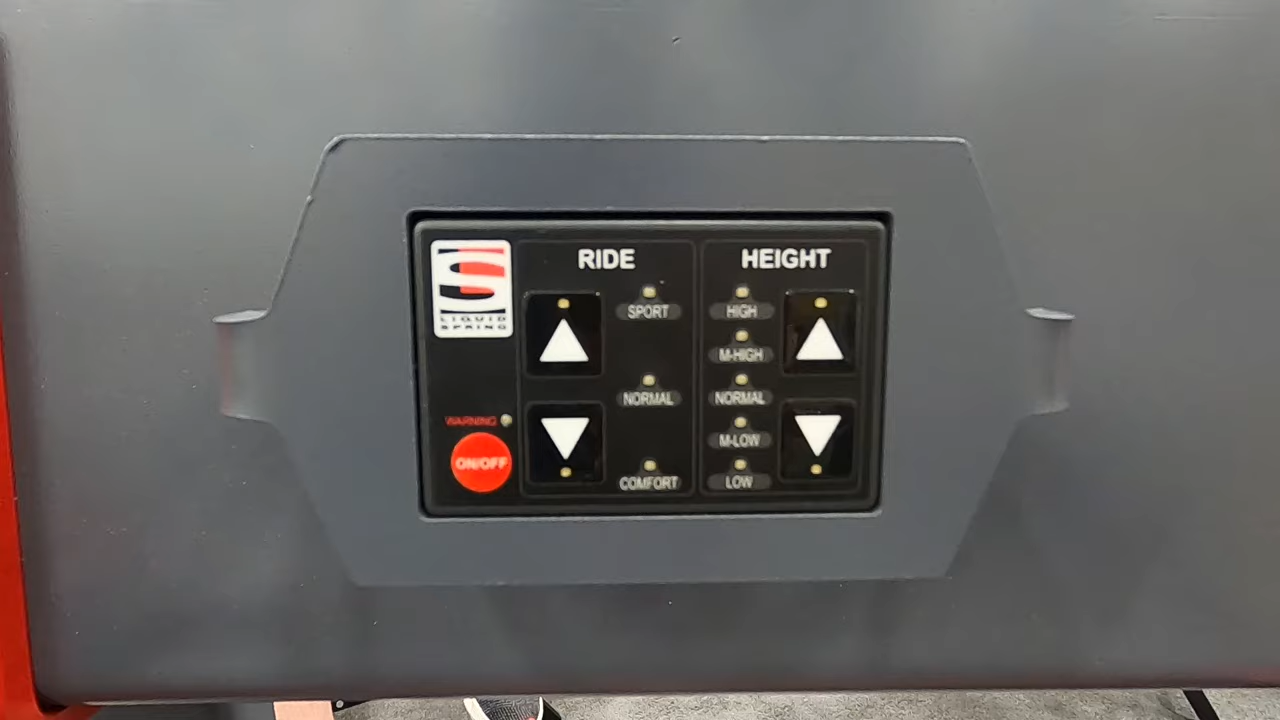 LIQUID
SPRING
WARNING
ON/OFF
RIDE
SPORT
NORMAL
COMFORT
HEIGHT
HIGH
M-HIGH
NORMAL
M-LOW
LOW